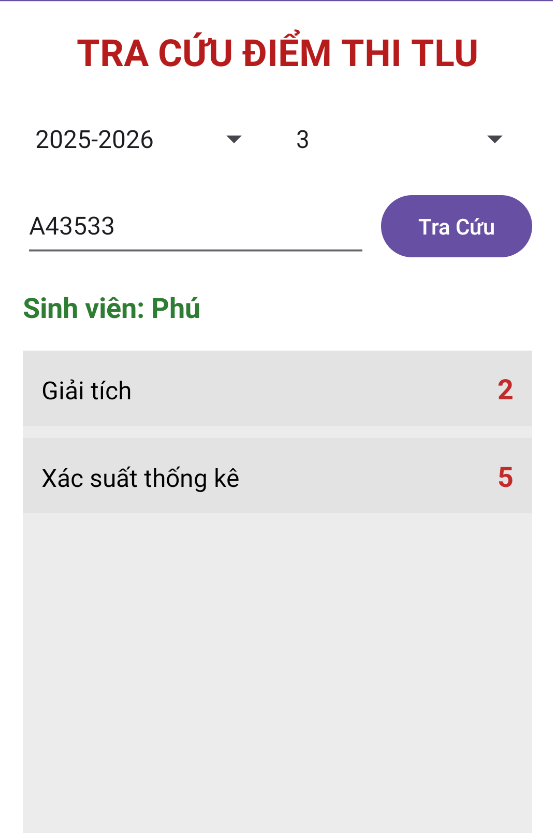 TRA CỨU ĐIỂM THI TLU
2025-2026 3
A43533 Tra Cứu
Sinh viên: Phú
Giải tích 2
Xác suất thống kê 5